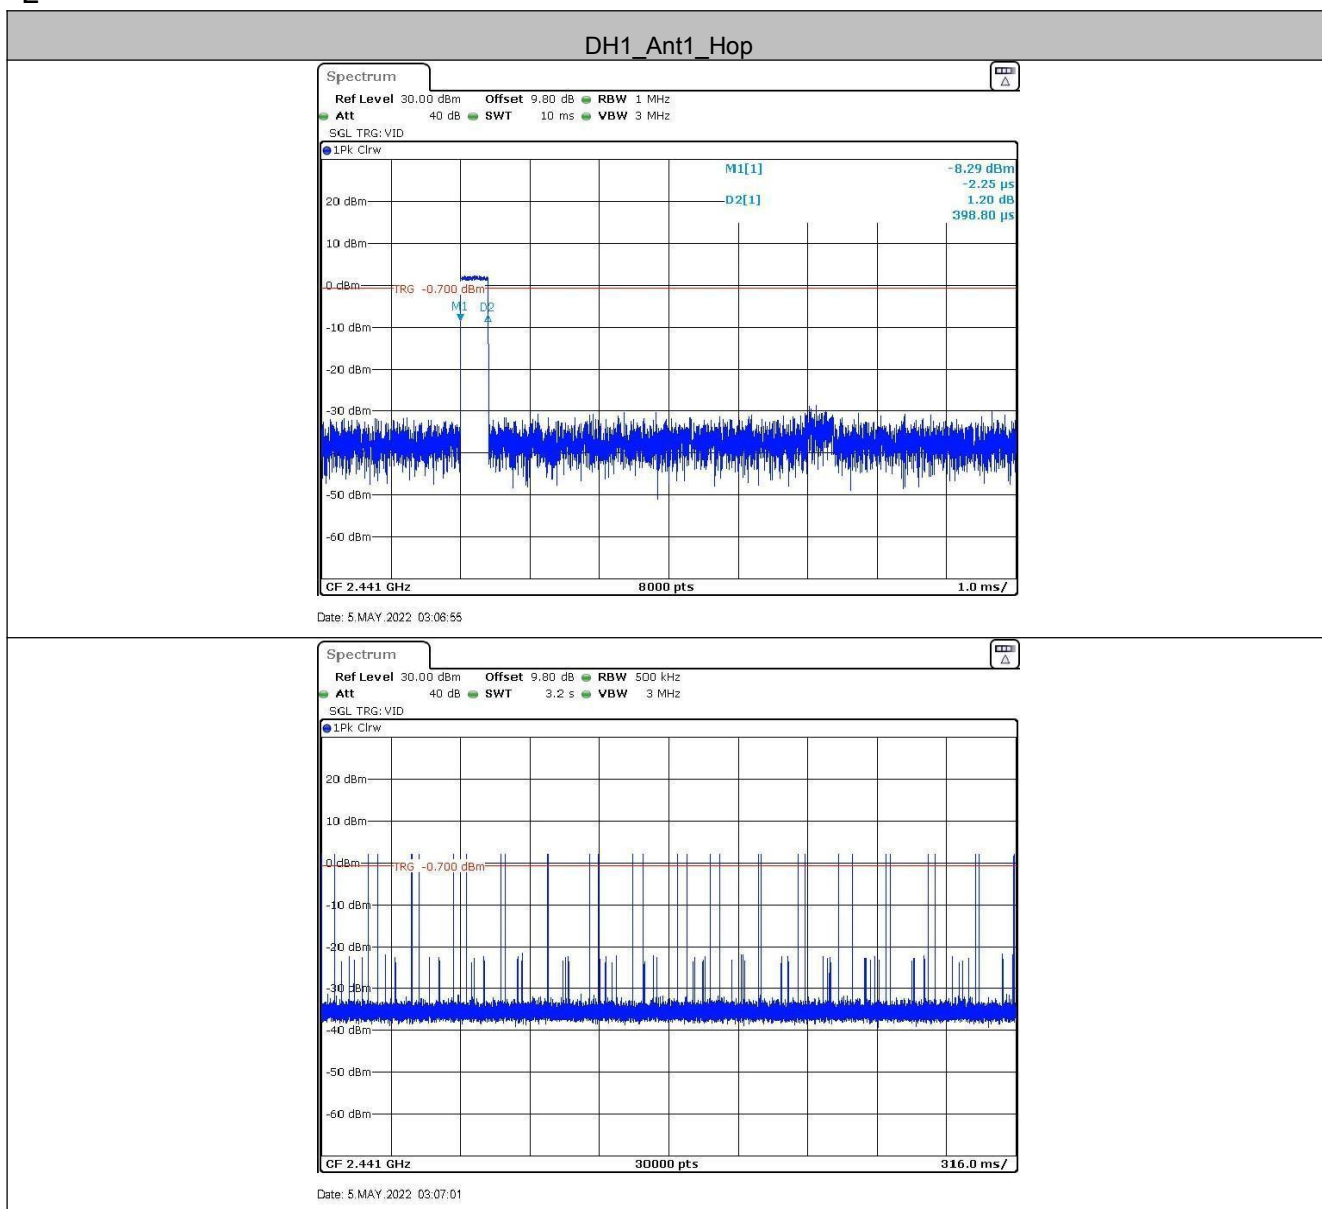 DH1_Ant1_Hop
Spectrum
Ref Level 30.00 dBm Offset 9.80 dB RBW 1 MHz
Att 40 dB SWT 10 ms VBW 3 MHz
SGL TRG: VID
1Pk Clrw
M1[1] -8.29 dBm
-2.25 µs
D2[1] 1.20 dB
398.80 µs
20 dBm
10 dBm
0 dBm
TRG -0.700 dBm
M1 D2
-10 dBm
-20 dBm
-30 dBm
-50 dBm
-60 dBm
CF 2.441 GHz 8000 pts 1.0 ms/
Date: 5.MAY.2022 03:06:55
Spectrum
Ref Level 30.00 dBm Offset 9.80 dB RBW 500 kHz
Att 40 dB SWT 3.2 s VBW 3 MHz
SGL TRG: VID
1Pk Clrw
20 dBm
10 dBm
0 dBm
TRG -0.700 dBm
-10 dBm
-20 dBm
-30 dBm
-40 dBm
-50 dBm
-60 dBm
CF 2.441 GHz 30000 pts 316.0 ms/
Date: 5.MAY.2022 03:07:01